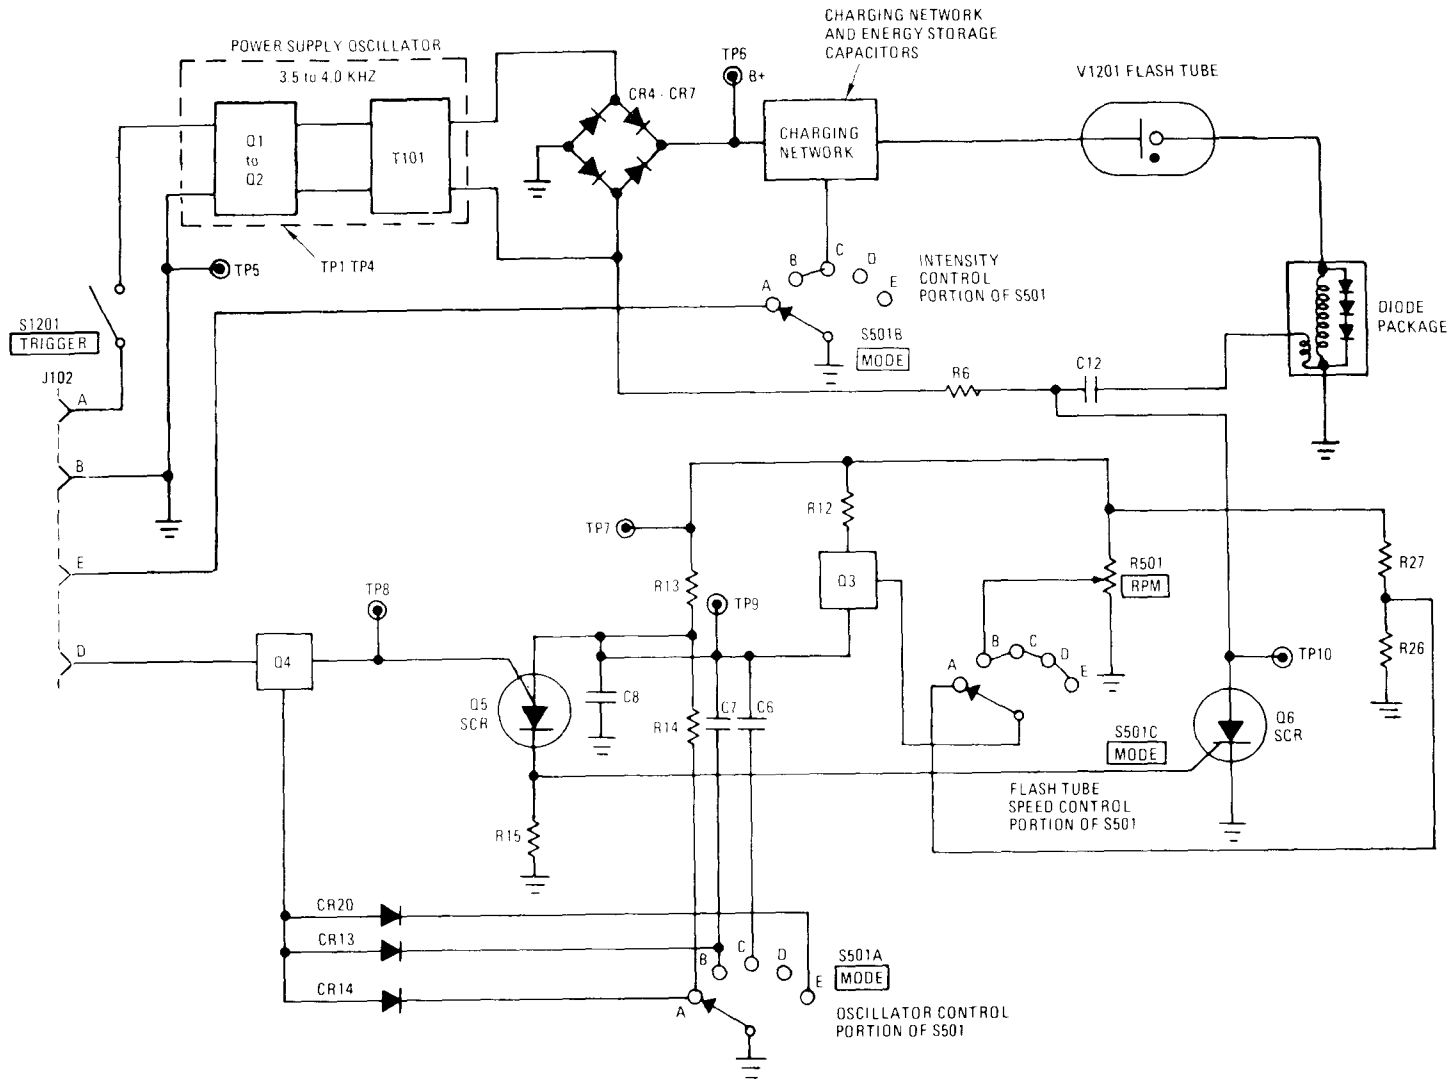 CHARGING NETWORK
AND ENERGY STORAGE
CAPACITORS
POWER SUPPLY OSCILLATOR
3.5 to 4.0 KHZ
TP6
B+
V1201 FLASH TUBE
CR4 - CR7
Q1
to
Q2
T101
CHARGING
NETWORK
TP5
TP1 TP4
A
B
C
D
E
INTENSITY
CONTROL
PORTION OF S501
S1201
TRIGGER
S501B
MODE
DIODE
PACKAGE
J102
A
R6
C12
B
R12
TP7
E
TP8
R13
TP9
Q3
R501
RPM
R27
D
Q4
A
B
C
D
E
TP10
R26
Q5
SCR
C8
R14
C7
C6
S501C
MODE
Q6
SCR
FLASH TUBE
SPEED CONTROL
PORTION OF S501
R15
CR20
CR13
CR14
A
B
C
D
E
S501A
MODE
OSCILLATOR CONTROL
PORTION OF S501